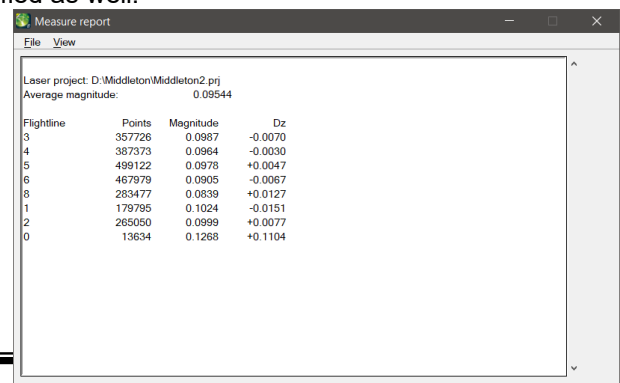 as well.
Measure report
File View
Laser project: D:\Middleton\Middleton2.prj
Average magnitude: 0.09544
Flightline Points Magnitude Dz
3 357726 0.0987 -0.0070
4 387373 0.0964 -0.0030
5 499122 0.0978 +0.0047
6 467979 0.0905 -0.0067
8 283477 0.0839 +0.0127
1 179795 0.1024 -0.0151
2 265050 0.0999 +0.0077
0 13634 0.1268 +0.1104